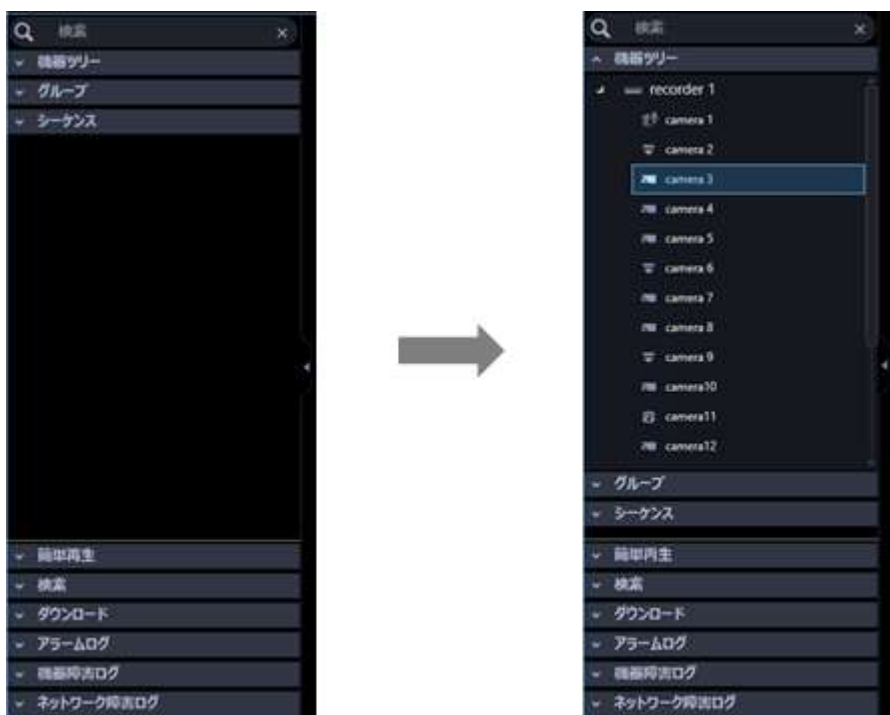 検索
機器ツリー
グループ
シーケンス
簡単再生
検索
ダウンロード
アラームログ
機器障害ログ
ネットワーク障害ログ
検索
機器ツリー
recorder 1
camera 1
camera 2
camera 3
camera 4
camera 5
camera 6
camera 7
camera 8
camera 9
camera10
camera11
camera12
グループ
シーケンス
簡単再生
検索
ダウンロード
アラームログ
機器障害ログ
ネットワーク障害ログ